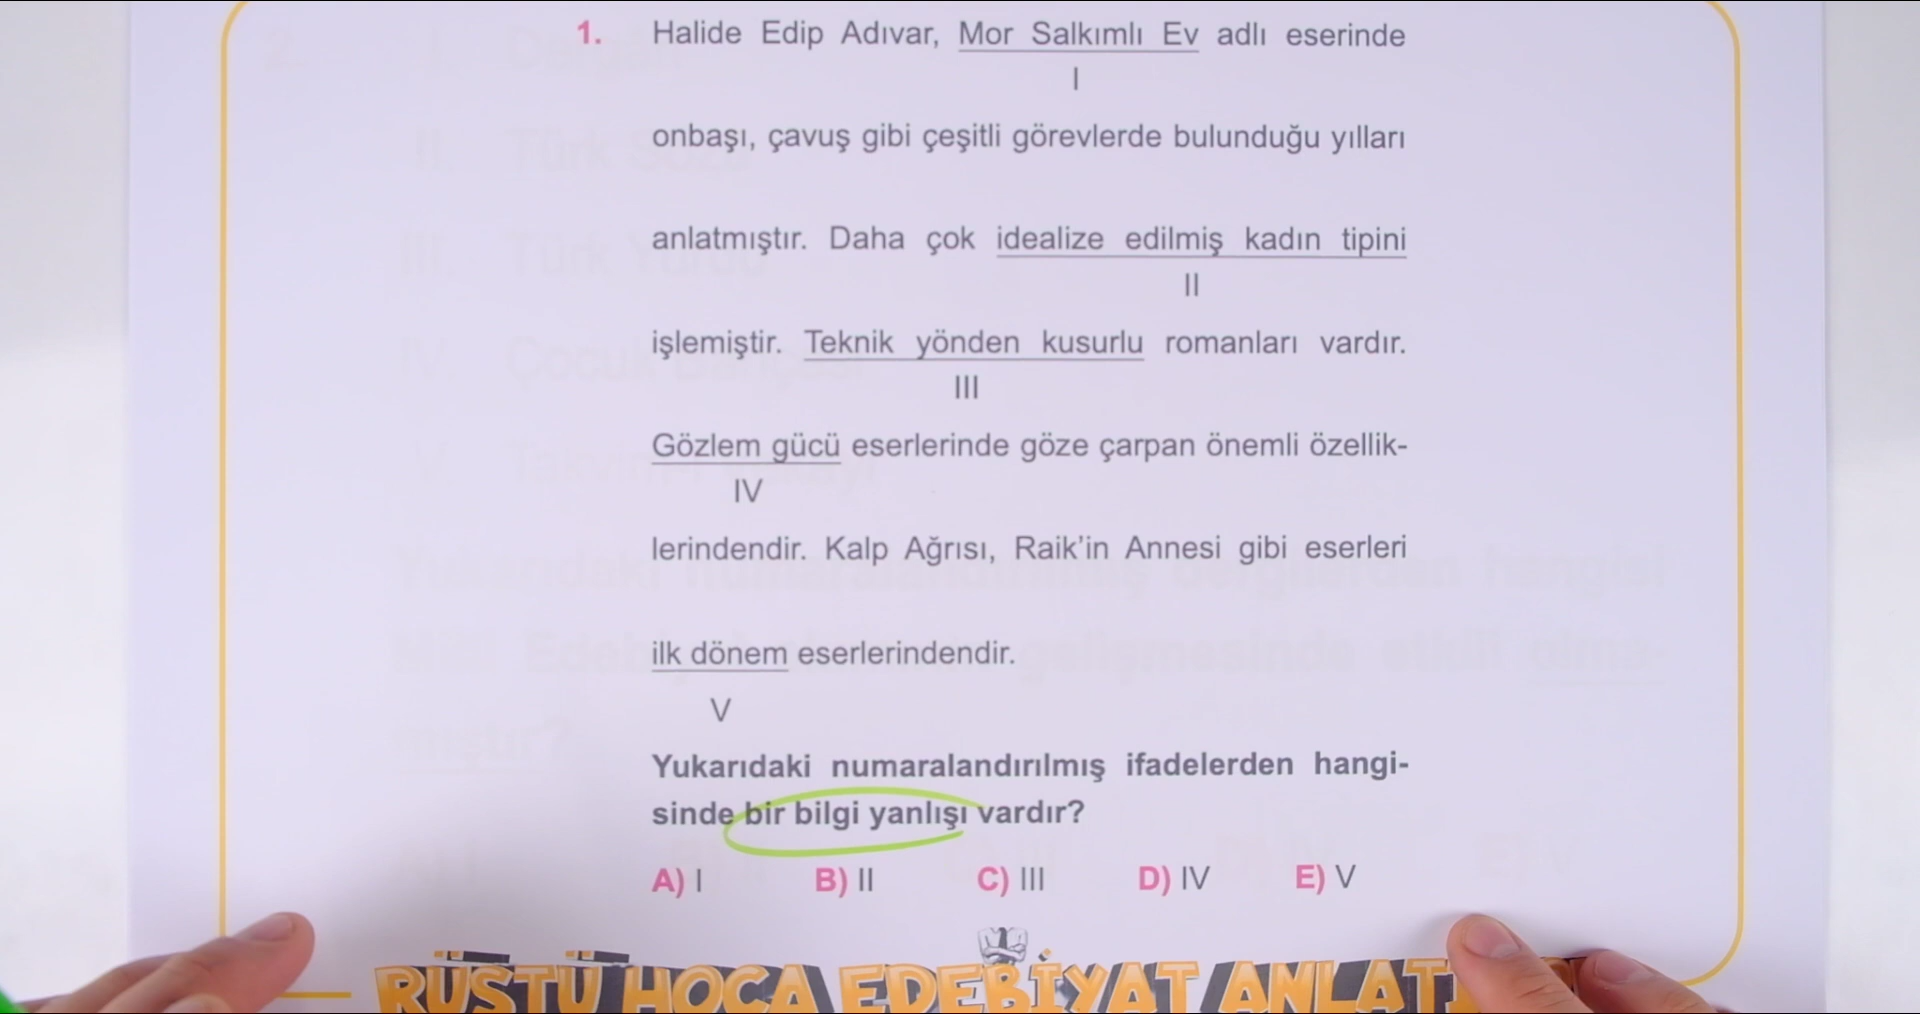 1. Halide Edip Adıvar, Mor Salkımlı Ev adlı eserinde
I
onbaşı, çavuş gibi çeşitli görevlerde bulunduğu yılları
anlatmıştır. Daha çok idealize edilmiş kadın tipini
II
işlemiştir. Teknik yönden kusurlu romanları vardır.
III
Gözlem gücü eserlerinde göze çarpan önemli özellik-
IV
lerindendir. Kalp Ağrısı, Raik'in Annesi gibi eserleri
ilk dönem eserlerindendir.
V
Yukarıdaki numaralandırılmış ifadelerden hangi-
sinde bir bilgi yanlışı vardır?
A) I B) II C) III D) IV E) V
RÜŞTÜ HOCA EDEBİYAT